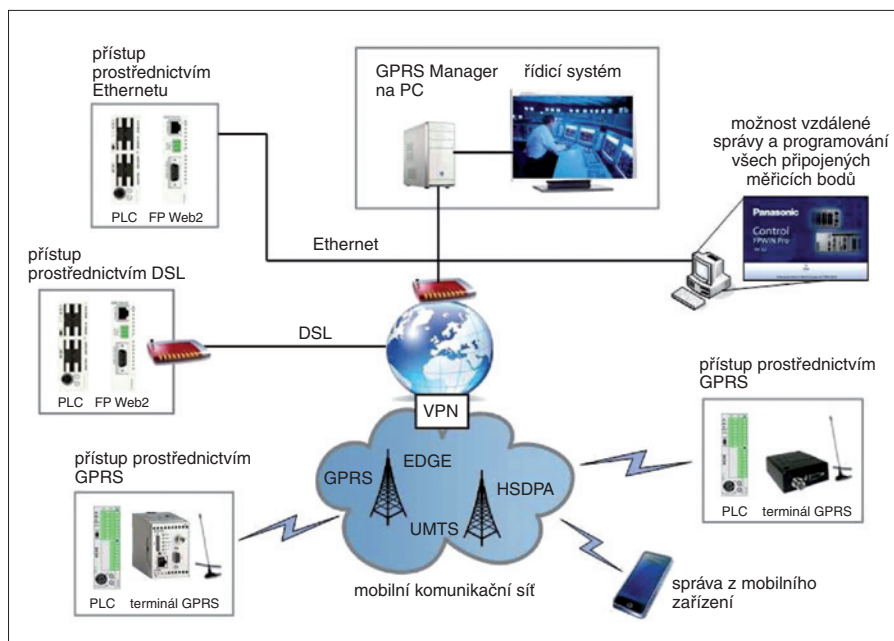 přístup
prostřednictvím
Ethernetu
PLC FP Web2
GPRS Manager
na PC
řídicí systém
možnost vzdálené
správy a programování
všech připojených
měřicích bodů
Panasonic
Control
FPWIN Pro
Ethernet
přístup
prostřednictvím DSL
PLC FP Web2
DSL
VPN
přístup prostřednictvím
GPRS
PLC terminál GPRS
přístup prostřednictvím
GPRS
PLC terminál GPRS
GPRS
EDGE
HSDPA
UMTS
mobilní komunikační síť
správa z mobilního
zařízení